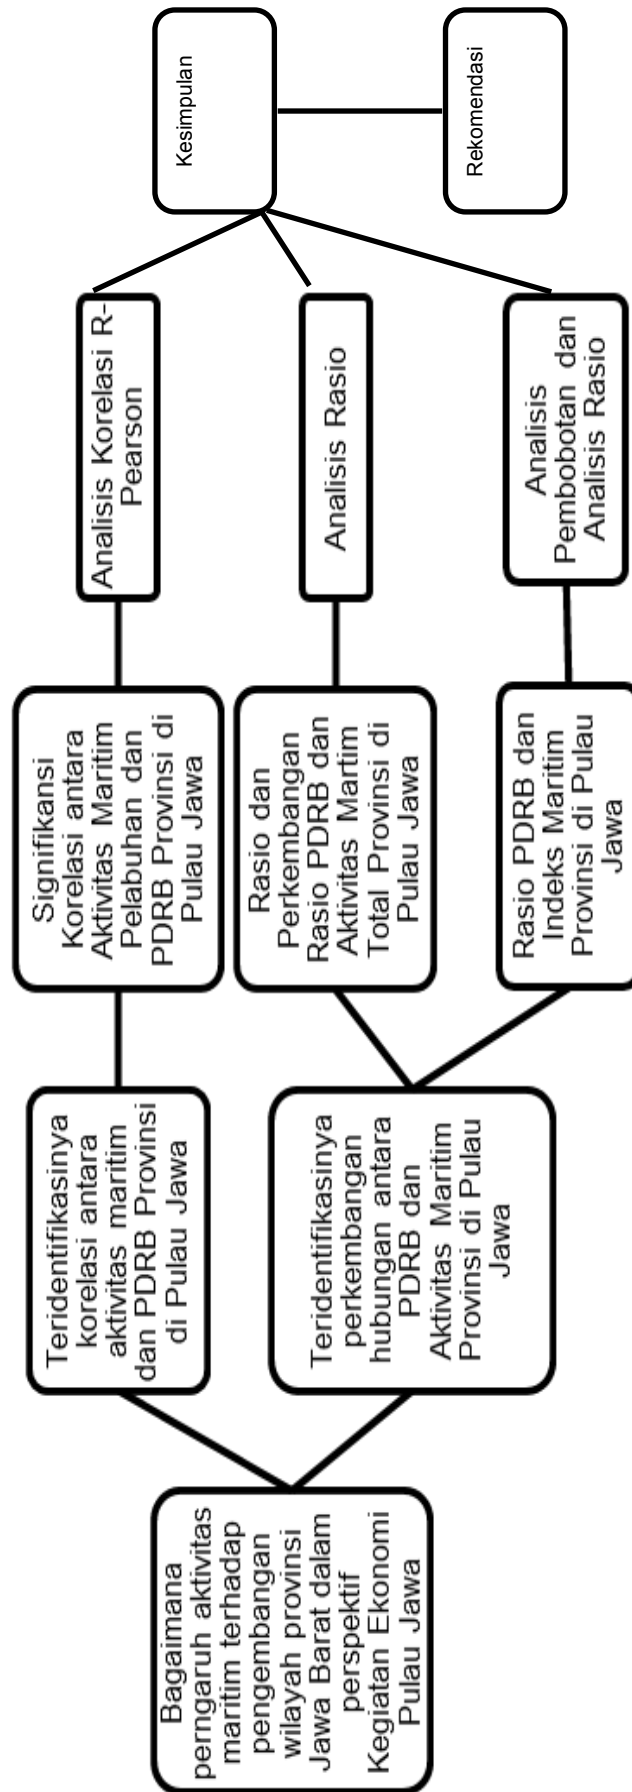 Bagaimana
perngaruh aktivitas
maritim terhadap
pengembangan
wilayah provinsi
Jawa Barat dalam
perspektif
Kegiatan Ekonomi
Pulau Jawa
Teridentifikasinya
korelasi antara
aktivitas maritim
dan PDRB Provinsi
di Pulau Jawa
Teridentifikasinya
perkembangan
hubungan antara
PDRB dan
Aktivitas Maritim
Provinsi di Pulau
Jawa
Signifikansi
Korelasi antara
Aktivitas Maritim
Pelabuhan dan
PDRB Provinsi di
Pulau Jawa
Rasio dan
Perkembangan
Rasio PDRB dan
Aktivitas Martim
Total Provinsi di
Pulau Jawa
Rasio PDRB dan
Indeks Maritim
Provinsi di Pulau
Jawa
Analisis Korelasi R-
Pearson
Analisis Rasio
Analisis
Pembobotan dan
Analisis Rasio
Kesimpulan
Rekomendasi